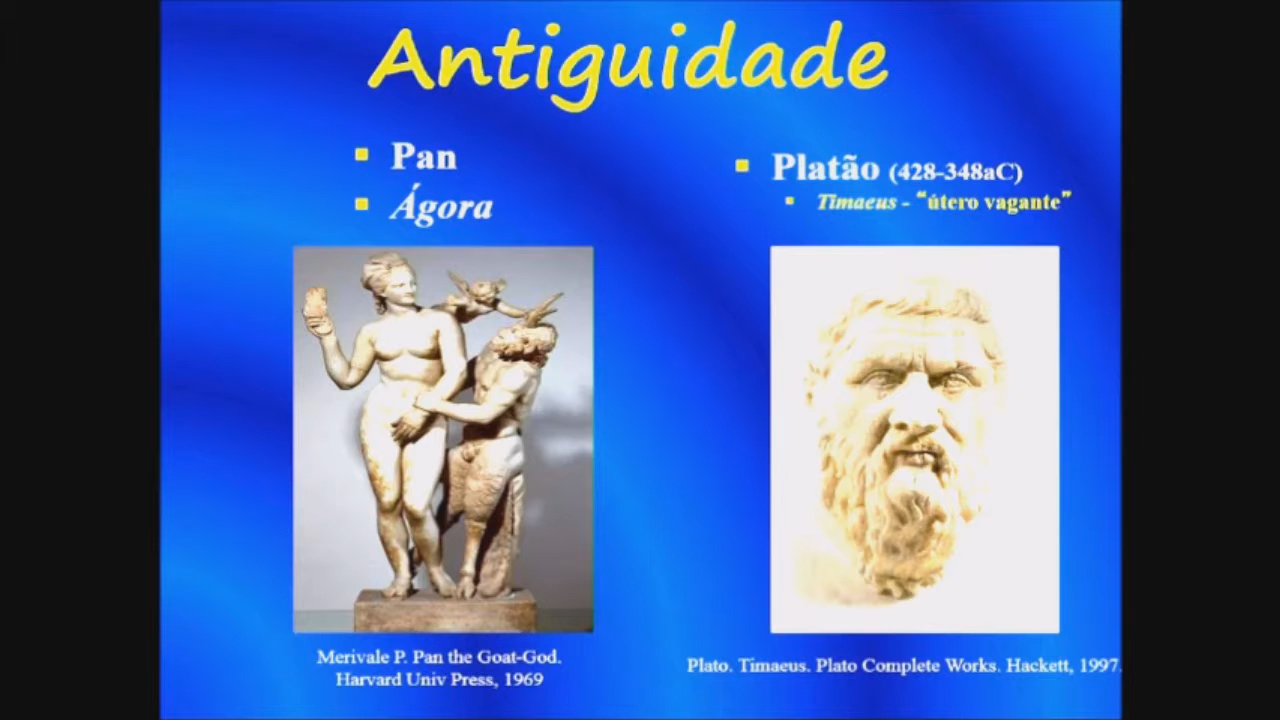 Antiguidade
Pan
Ágora
Merivale P. Pan the Goat-God.
Harvard Univ Press, 1969
Platão (428-348aC)
Timaeus - “útero vagante”
Plato. Timaeus. Plato Complete Works. Hackett, 1997.